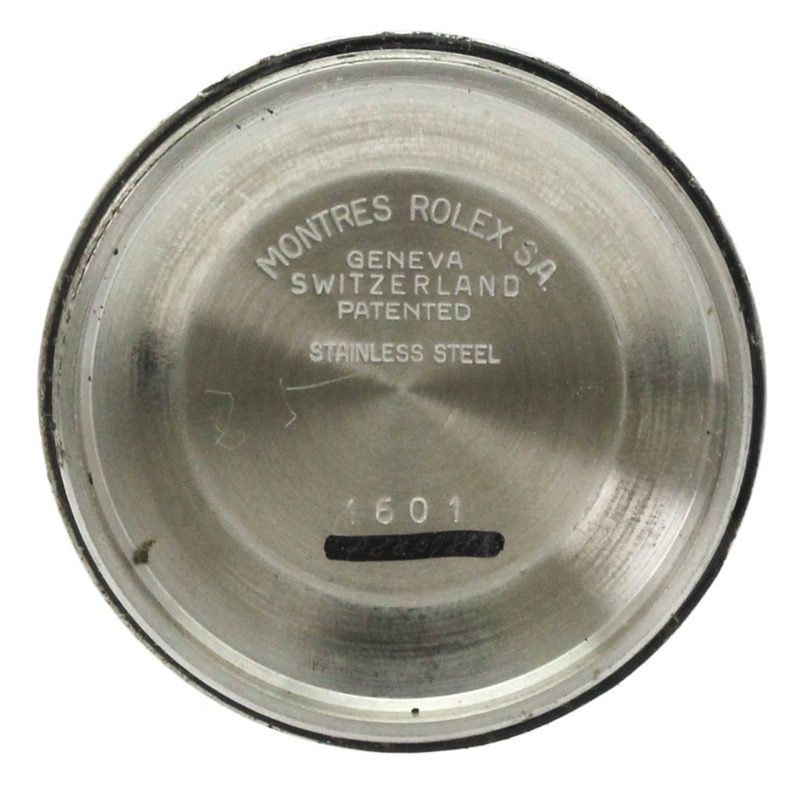 MONTRES ROLEX S.A.
GENEVA
SWITZERLAND
PATENTED
STAINLESS STEEL
1601